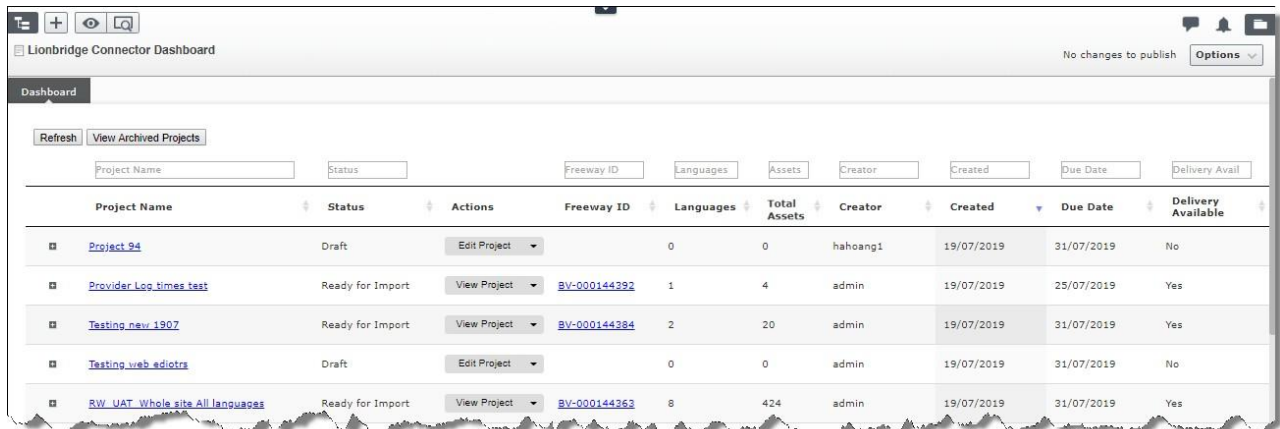 Lionbridge Connector Dashboard
No changes to publish Options
Dashboard
Refresh View Archived Projects
Project Name Status Freeway ID Languages Assets Creator Created Due Date Delivery Avail
Project Name Status Actions Freeway ID Languages Total Assets Creator Created Due Date Delivery Available
Project 94 Draft Edit Project 0 0 hahoang1 19/07/2019 31/07/2019 No
Provider Log times test Ready for Import View Project BV-000144392 1 4 admin 19/07/2019 25/07/2019 Yes
Testing new 1907 Ready for Import View Project BV-000144384 2 20 admin 19/07/2019 31/07/2019 Yes
Testing web ediotrs Draft Edit Project 0 0 admin 19/07/2019 31/07/2019 No
RW_UAT_Whole site All languages Ready for Import View Project BV-000144363 8 424 admin 19/07/2019 31/07/2019 Yes